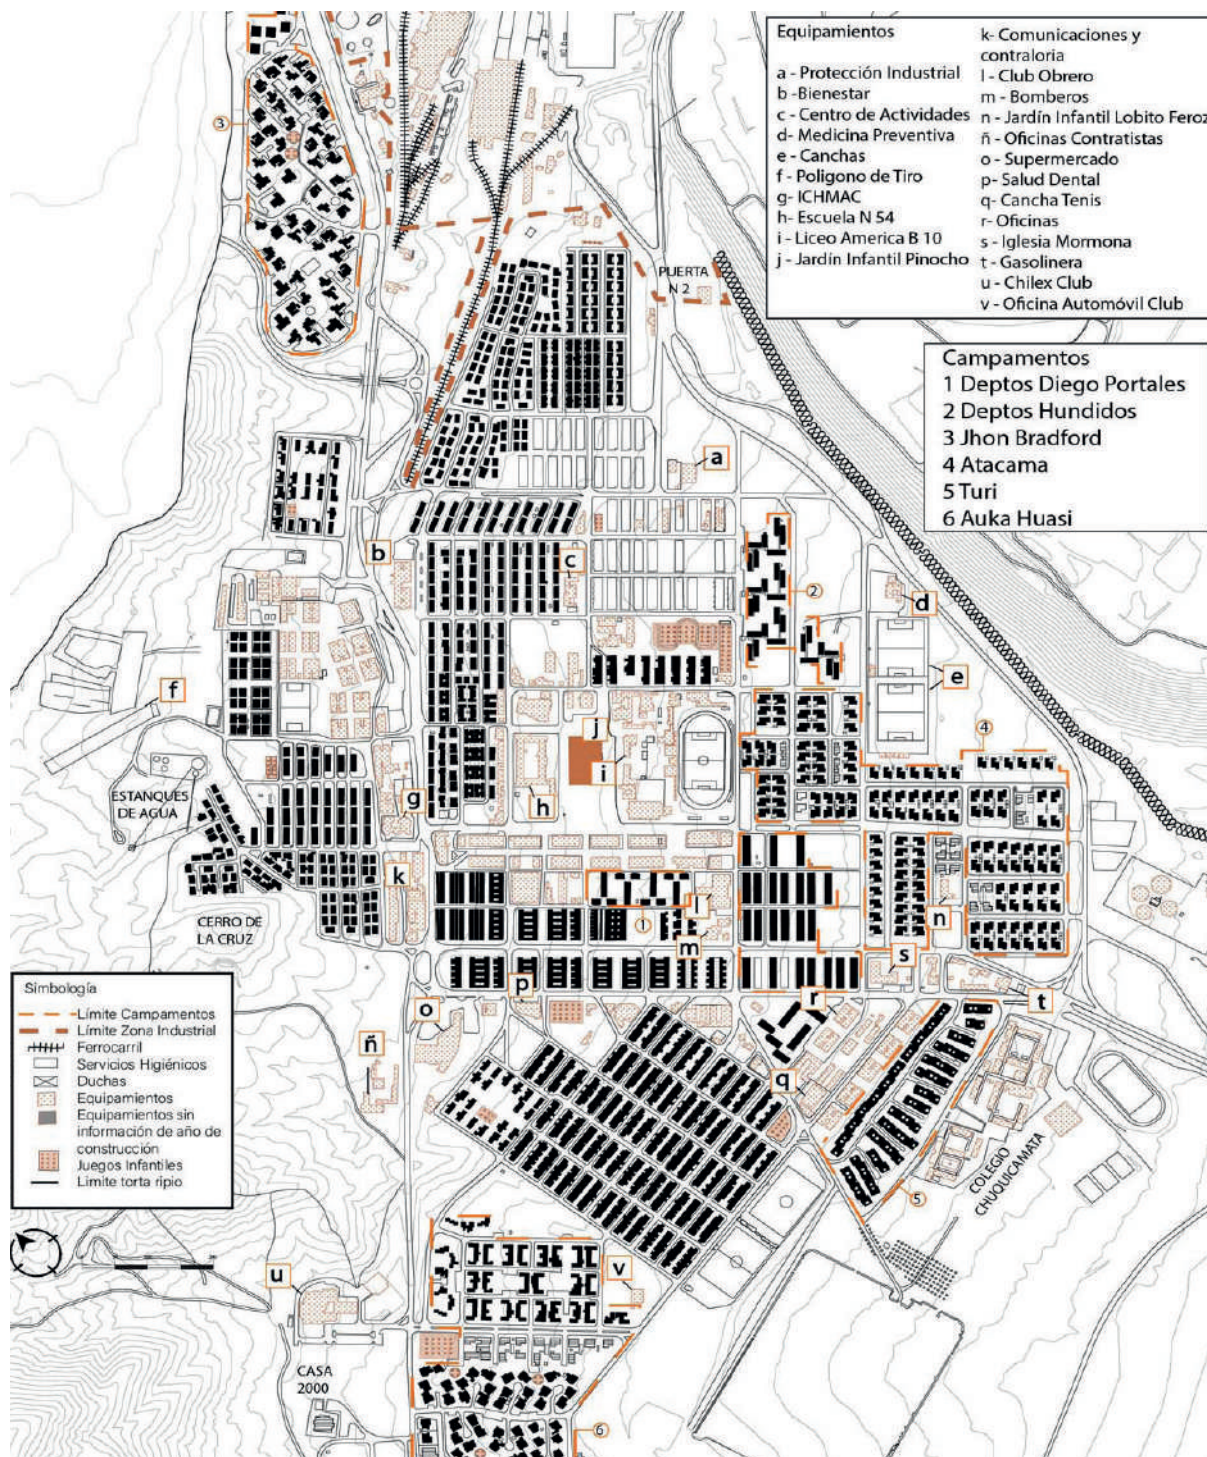 Equipamientos
a - Protección Industrial
b -Bienestar
c - Centro de Actividades
d- Medicina Preventiva
e - Canchas
f - Poligono de Tiro
g- ICHMAC
h- Escuela N 54
i - Liceo America B 10
j - Jardín Infantil Pinocho
k- Comunicaciones y
contraloria
l - Club Obrero
m - Bomberos
n - Jardín Infantil Lobito Feroz
ñ - Oficinas Contratistas
o - Supermercado
p- Salud Dental
q- Cancha Tenis
r- Oficinas
s - Iglesia Mormona
t - Gasolinera
u - Chilex Club
v - Oficina Automóvil Club
Campamentos
1 Deptos Diego Portales
2 Deptos Hundidos
3 Jhon Bradford
4 Atacama
5 Turi
6 Auka Huasi
3
PUERTA
N 2
a
b
c
2
d
f
e
j
4
i
ESTANQUES
DE AGUA
g
h
k
l
n
1
CERRO DE
LA CRUZ
m
s
p
r
t
o
ñ
q
COLEGIO
CHUQUICAMATA
5
Simbología
Límite Campamentos
Límite Zona Industrial
Ferrocarril
Servicios Higiénicos
Duchas
Equipamientos
Equipamientos sin
información de año de
construcción
Juegos Infantiles
Limite torta ripio
u
v
CASA
2000
6